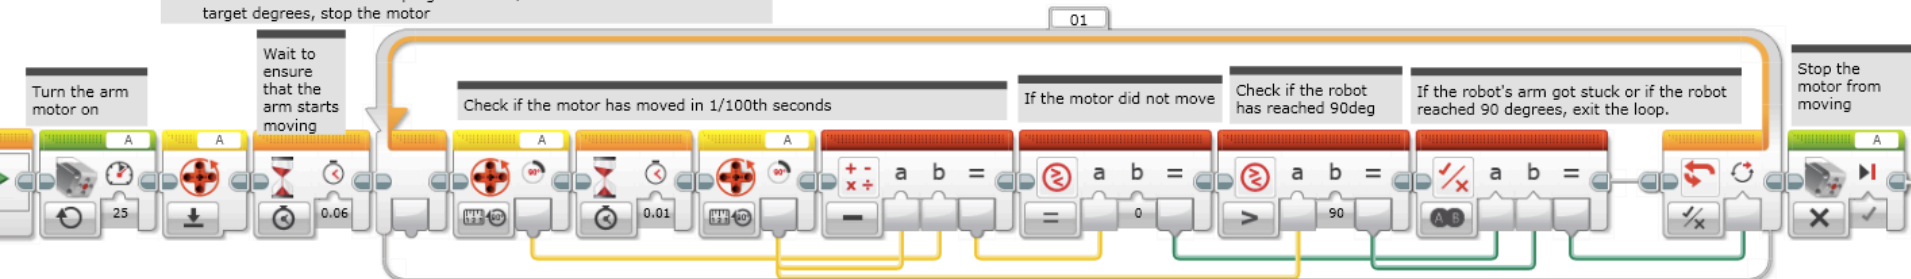 target degrees, stop the motor
01
Wait to
ensure
that the
arm starts
moving
Turn the arm
motor on
Check if the motor has moved in 1/100th seconds
If the motor did not move
Check if the robot
has reached 90deg
If the robot's arm got stuck or if the robot
reached 90 degrees, exit the loop.
Stop the
motor from
moving
A
A
A
A
A
90°
90°
a b =
a b =
a b =
a b =
25
0.06
0.01
0
90
A B